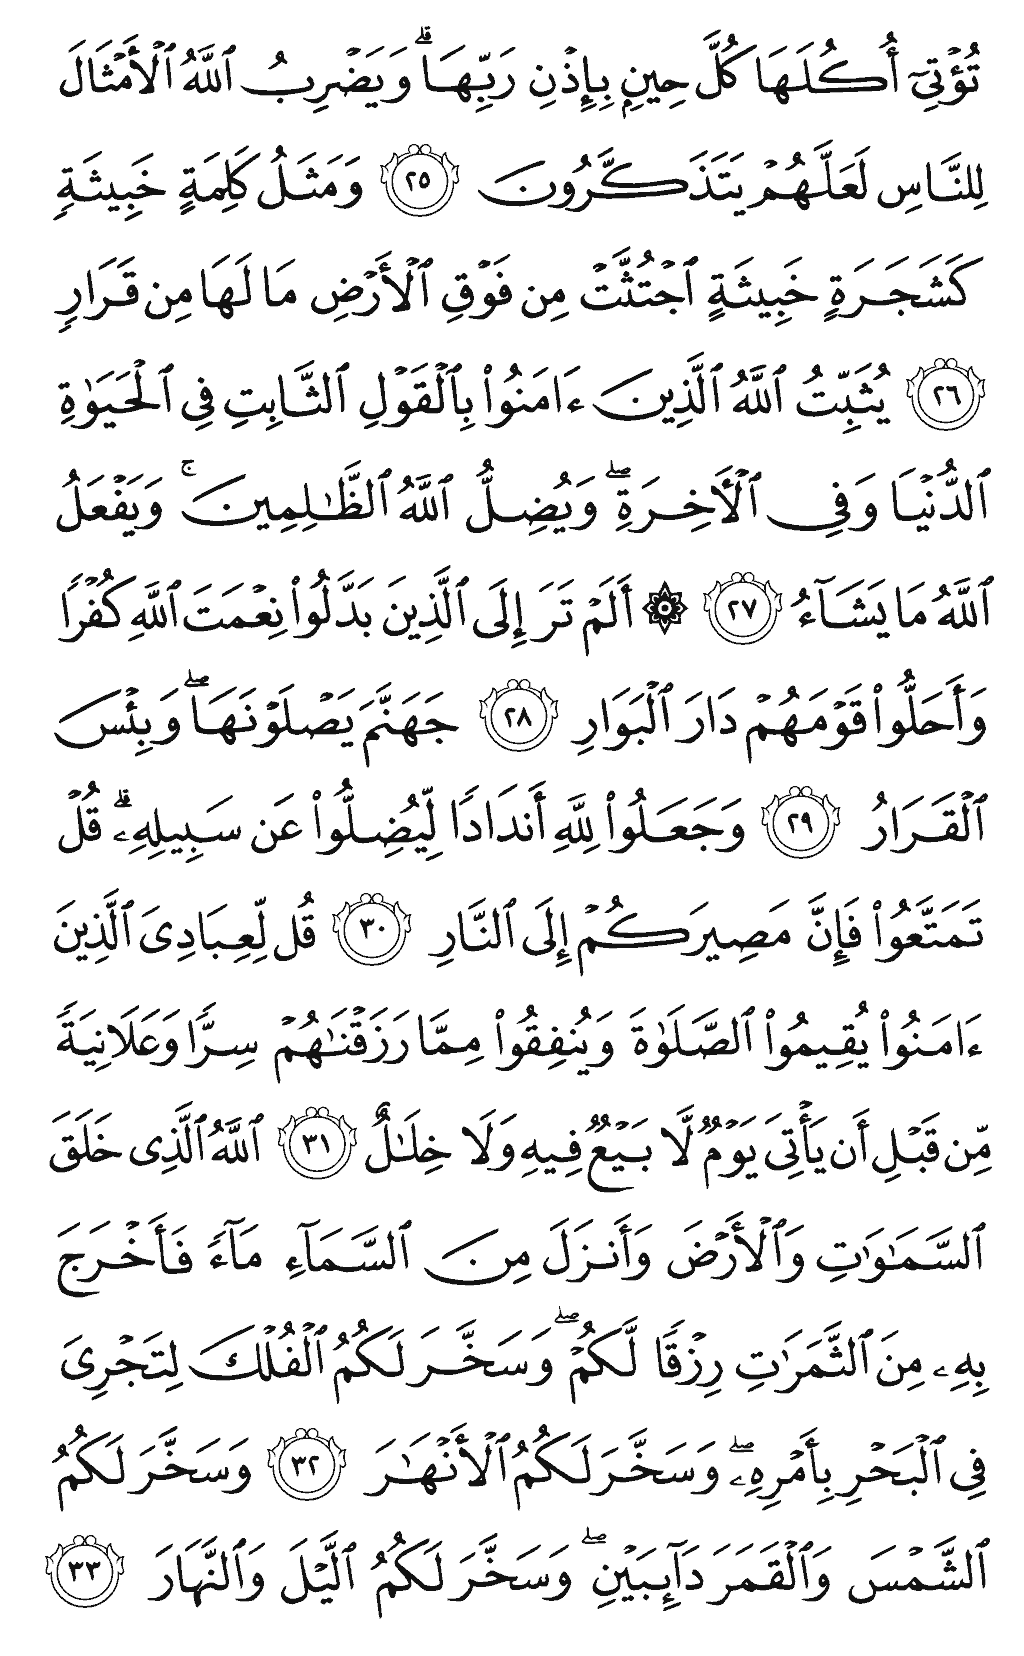 تُؤْتِىٓ أُكُلَهَا كُلَّ حِينٍۭ بِإِذْنِ رَبِّهَا ۗ وَيَضْرِبُ ٱللَّهُ ٱلْأَمْثَالَ
لِلنَّاسِ لَعَلَّهُمْ يَتَذَكَّرُونَ ٢٥ وَمَثَلُ كَلِمَةٍ خَبِيثَةٍۢ
كَشَجَرَةٍ خَبِيثَةٍ ٱجْتُثَّتْ مِن فَوْقِ ٱلْأَرْضِ مَا لَهَا مِن قَرَارٍۢ
٢٦ يُثَبِّتُ ٱللَّهُ ٱلَّذِينَ ءَامَنُوا۟ بِٱلْقَوْلِ ٱلثَّابِتِ فِى ٱلْحَيَوٰةِ
ٱلدُّنْيَا وَفِى ٱلْـَٔاخِرَةِ ۖ وَيُضِلُّ ٱللَّهُ ٱلظَّـٰلِمِينَ ۚ وَيَفْعَلُ
ٱللَّهُ مَا يَشَآءُ ٢٧ ۞ أَلَمْ تَرَ إِلَى ٱلَّذِينَ بَدَّلُوا۟ نِعْمَتَ ٱللَّهِ كُفْرًۭا
وَأَحَلُّوا۟ قَوْمَهُمْ دَارَ ٱلْبَوَارِ ٢٨ جَهَنَّمَ يَصْلَوْنَهَا ۖ وَبِئْسَ
ٱلْقَرَارُ ٢٩ وَجَعَلُوا۟ لِلَّهِ أَندَادًۭا لِّيُضِلُّوا۟ عَن سَبِيلِهِۦ ۗ قُلْ
تَمَتَّعُوا۟ فَإِنَّ مَصِيرَكُمْ إِلَى ٱلنَّارِ ٣٠ قُل لِّعِبَادِىَ ٱلَّذِينَ
ءَامَنُوا۟ يُقِيمُوا۟ ٱلصَّلَوٰةَ وَيُنفِقُوا۟ مِمَّا رَزَقْنَـٰهُمْ سِرًّۭا وَعَلَانِيَةًۭ
مِّن قَبْلِ أَن يَأْتِىَ يَوْمٌۭ لَّا بَيْعٌۭ فِيهِ وَلَا خِلَـٰلٌ ٣١ ٱللَّهُ ٱلَّذِى خَلَقَ
ٱلسَّمَـٰوَٰتِ وَٱلْأَرْضَ وَأَنزَلَ مِنَ ٱلسَّمَآءِ مَآءًۭ فَأَخْرَجَ
بِهِۦ مِنَ ٱلثَّمَرَٰتِ رِزْقًۭا لَّكُمْ ۖ وَسَخَّرَ لَكُمُ ٱلْفُلْكَ لِتَجْرِىَ
فِى ٱلْبَحْرِ بِأَمْرِهِۦ ۖ وَسَخَّرَ لَكُمُ ٱلْأَنْهَـٰرَ ٣٢ وَسَخَّرَ لَكُمُ
ٱلشَّمْسَ وَٱلْقَمَرَ دَآئِبَيْنِ ۖ وَسَخَّرَ لَكُمُ ٱلَّيْلَ وَٱلنَّهَارَ ٣٣